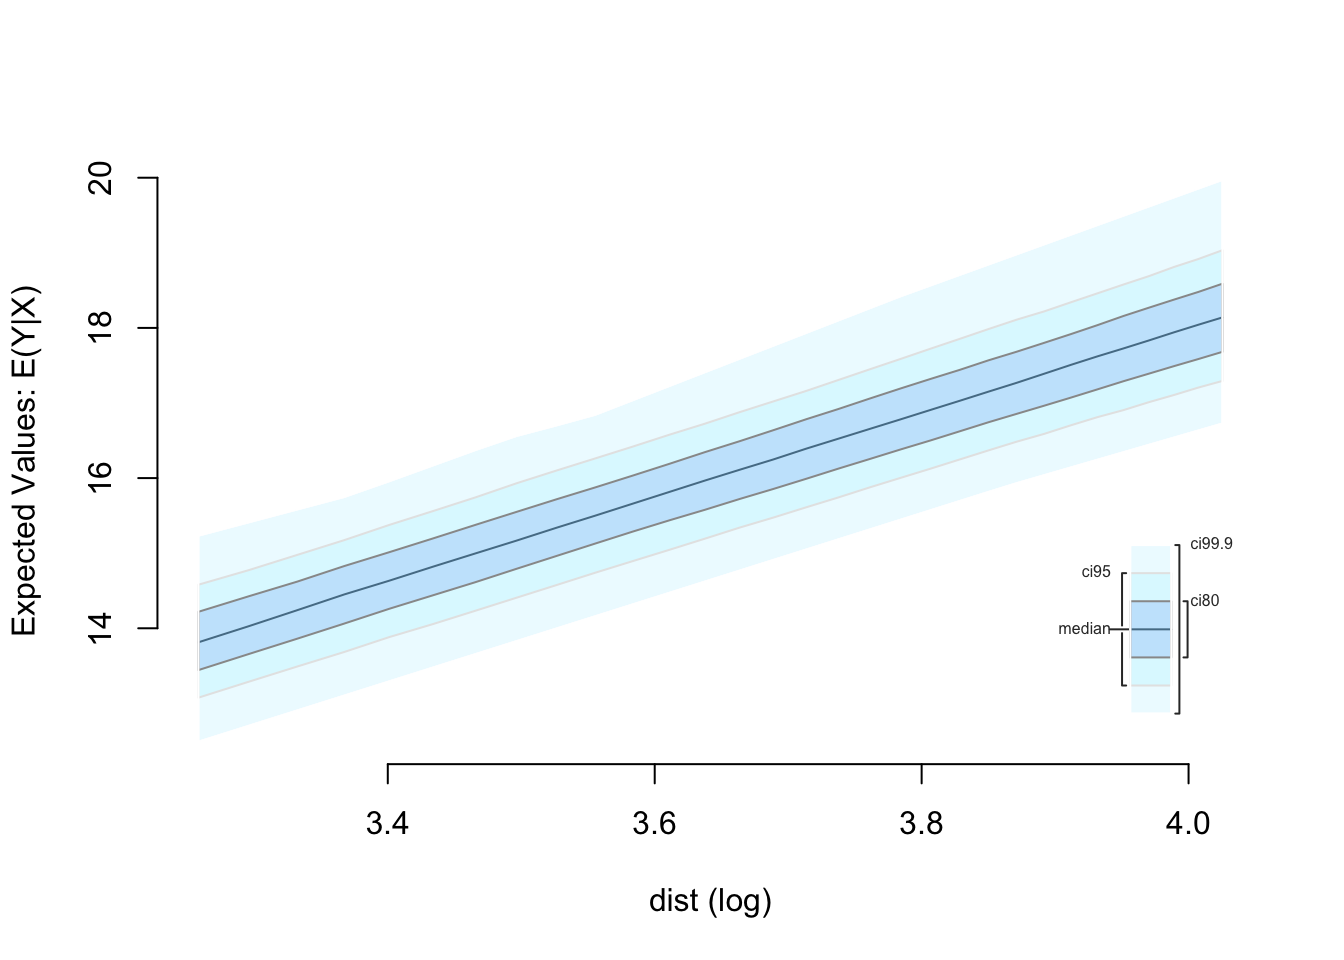 20
18
16
14
Expected Values: E(Y|X)
ci99.9
ci95
ci80
median
3.4 3.6 3.8 4.0
dist (log)